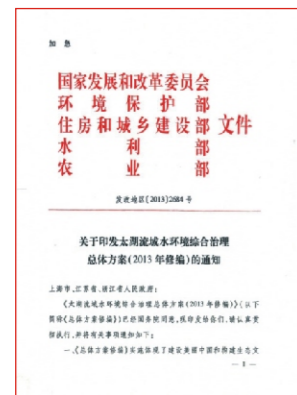 加急
国家发展和改革委员会
环境保护部
住房和城乡建设部 文件
水利部
农业部
发改地区〔2013〕2684号
关于印发太湖流域水环境综合治理
总体方案(2013年修编)的通知
上海市、江苏省、浙江省人民政府:
《太湖流域水环境综合治理总体方案(2013年修编)》(以下
简称《总体方案修编》)已经国务院同意,现印发给你们,请认真贯
彻执行,并将有关事项通知如下:
一、《总体方案修编》实施体现了建设美丽中国和构建生态文
— 1 —